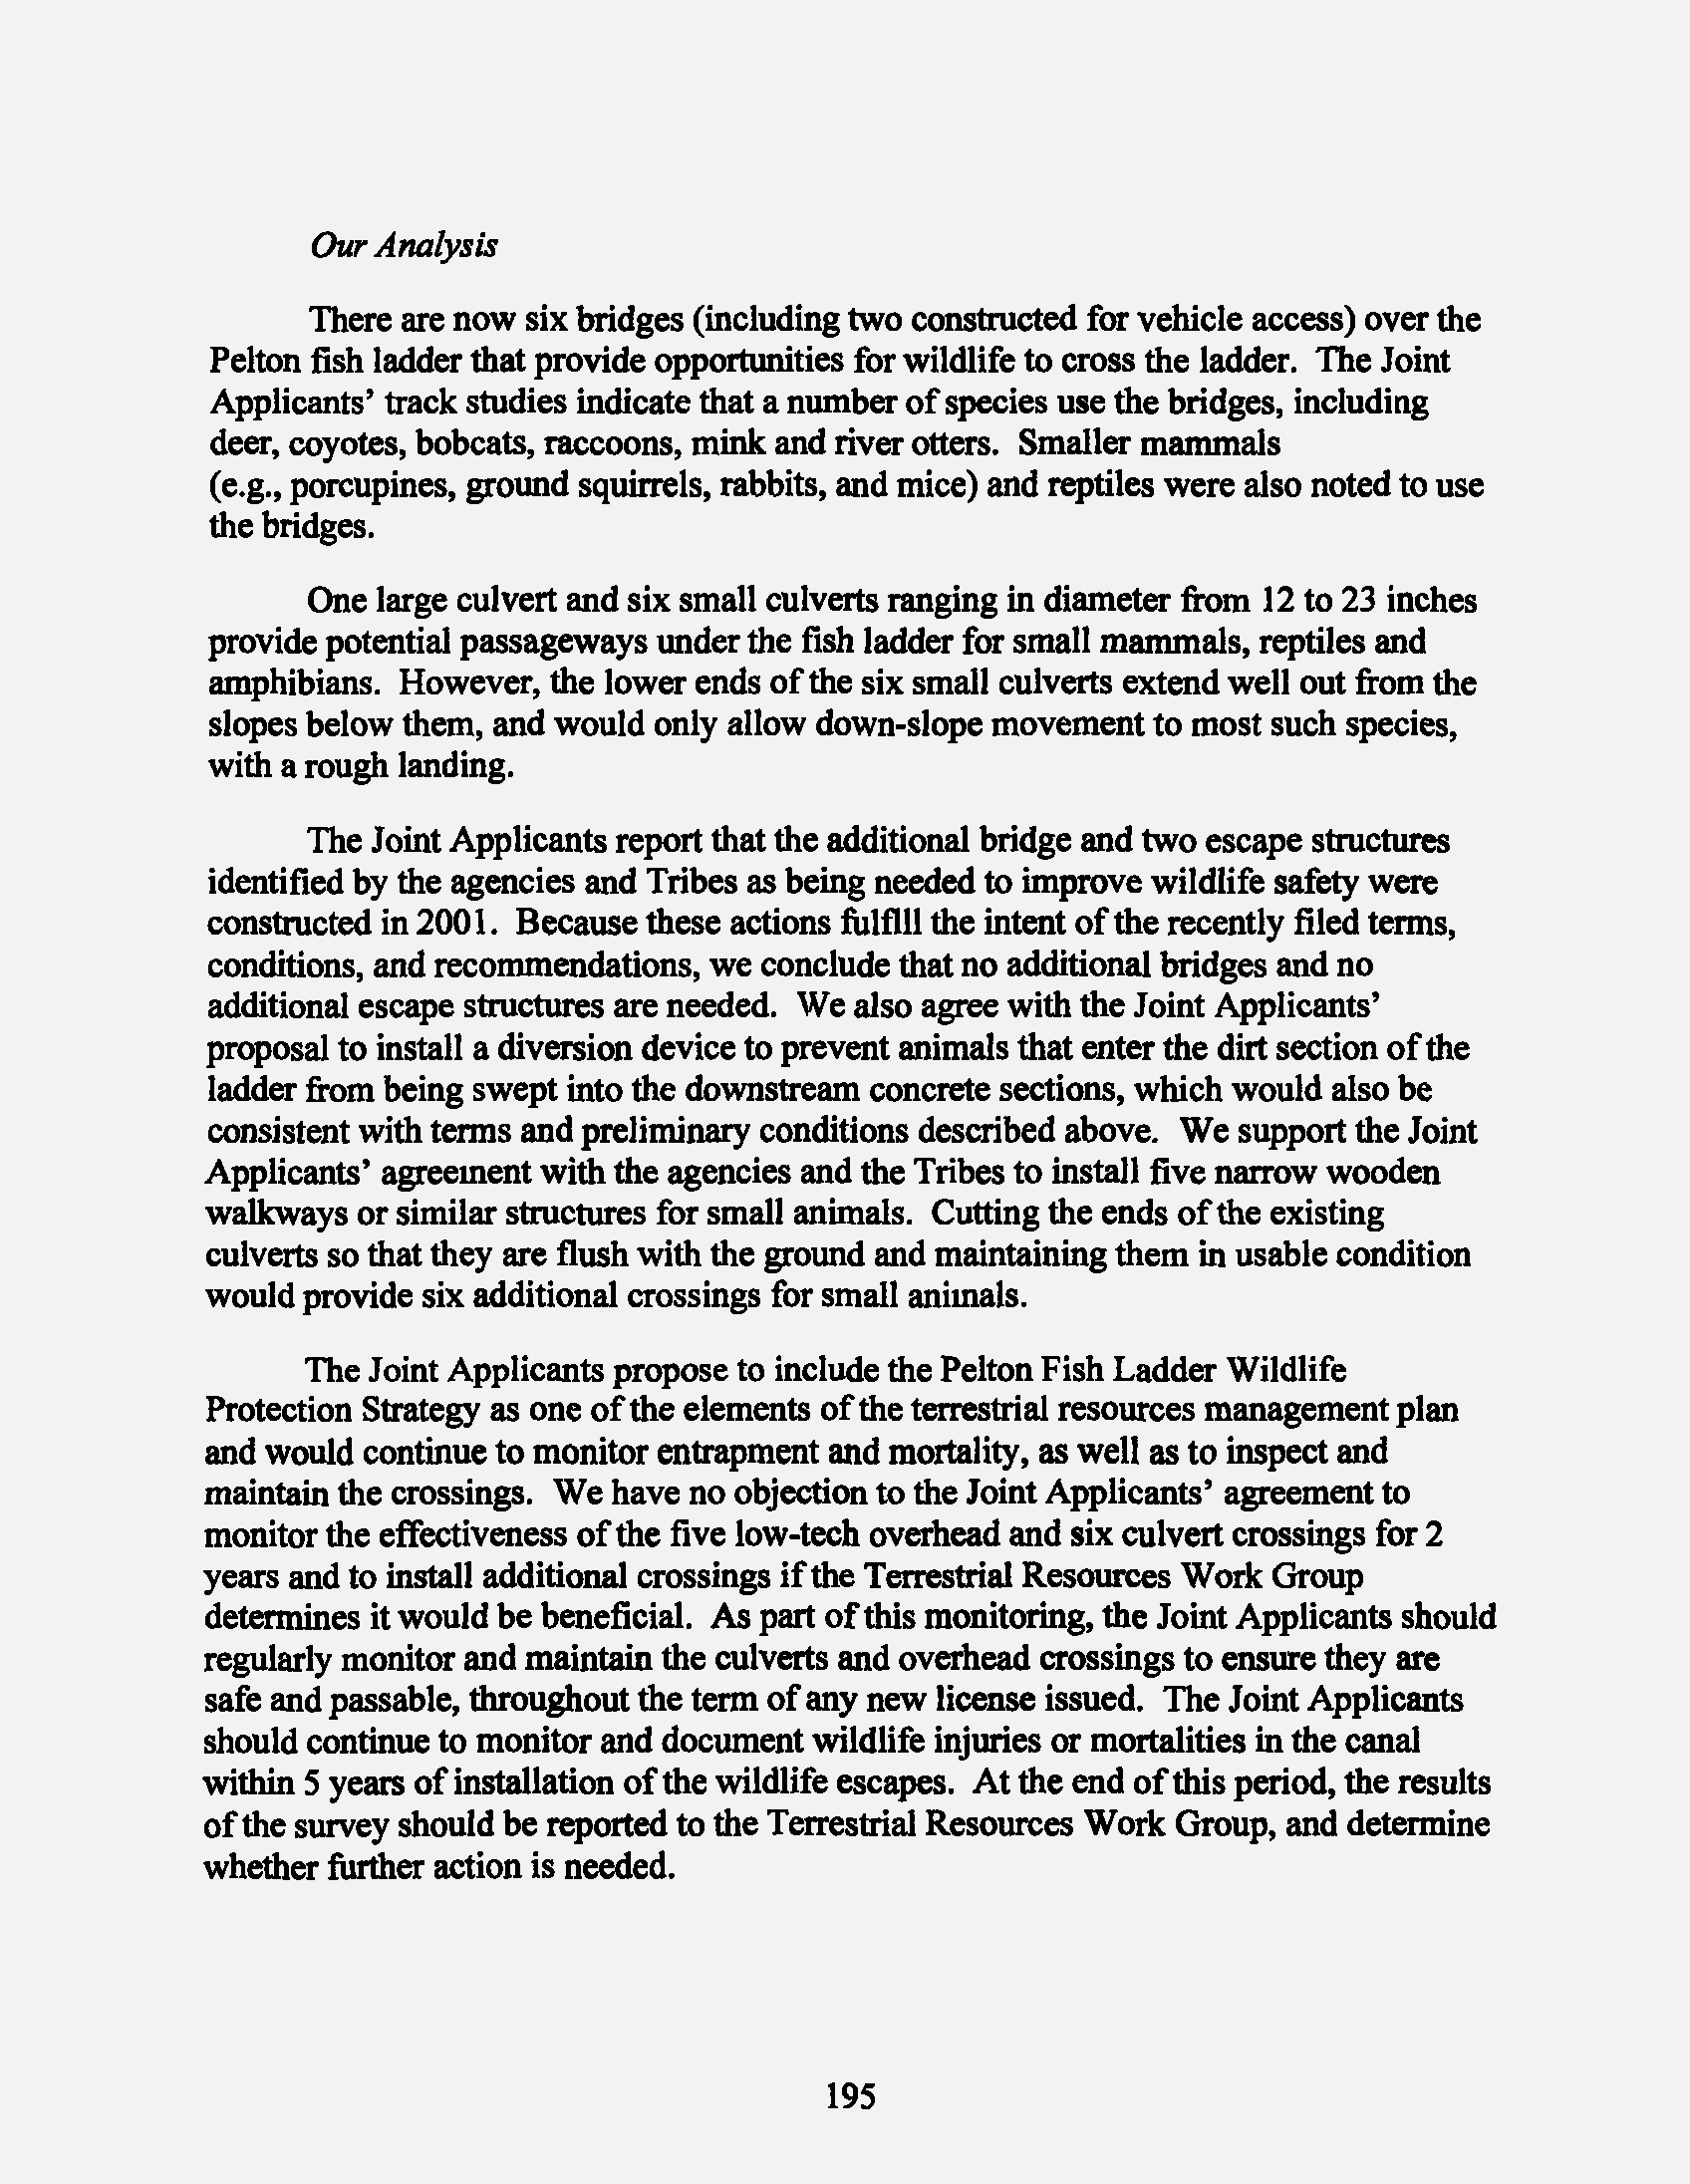 Our Analysis
There are now six bridges (including two constructed for vehicle access) over the
Pelton fish ladder that provide opportunities for wildlife to cross the ladder. The Joint
Applicants' track studies indicate that a number of species use the bridges, including
deer, coyotes, bobcats, raccoons, mink and river otters. Smaller mammals
(e.g., porcupines, ground squirrels, rabbits, and mice) and reptiles were also noted to use
the bridges.
One large culvert and six small culverts ranging in diameter from 12 to 23 inches
provide potential passageways under the fish ladder for small mammals, reptiles and
amphibians. However, the lower ends of the six small culverts extend well out from the
slopes below them, and would only allow down-slope movement to most such species,
with a rough landing.
The Joint Applicants report that the additional bridge and two escape structures
identified by the agencies and Tribes as being needed to improve wildlife safety were
constructed in 2001. Because these actions fulfill the intent of the recently filed terms,
conditions, and recommendations, we conclude that no additional bridges and no
additional escape structures are needed. We also agree with the Joint Applicants'
proposal to install a diversion device to prevent animals that enter the dirt section of the
ladder from being swept into the downstream concrete sections, which would also be
consistent with terms and preliminary conditions described above. We support the Joint
Applicants' agreement with the agencies and the Tribes to install five narrow wooden
walkways or similar structures for small animals. Cutting the ends of the existing
culverts so that they are flush with the ground and maintaining them in usable condition
would provide six additional crossings for small animals.
The Joint Applicants propose to include the Pelton Fish Ladder Wildlife
Protection Strategy as one of the elements of the terrestrial resources management plan
and would continue to monitor entrapment and mortality, as well as to inspect and
maintain the crossings. We have no objection to the Joint Applicants' agreement to
monitor the effectiveness of the five low-tech overhead and six culvert crossings for 2
years and to install additional crossings if the Terrestrial Resources Work Group
determines it would be beneficial. As part of this monitoring, the Joint Applicants should
regularly monitor and maintain the culverts and overhead crossings to ensure they are
safe and passable, throughout the term of any new license issued. The Joint Applicants
should continue to monitor and document wildlife injuries or mortalities in the canal
within 5 years of installation of the wildlife escapes. At the end of this period, the results
of the survey should be reported to the Terrestrial Resources Work Group, and determine
whether further action is needed.
195